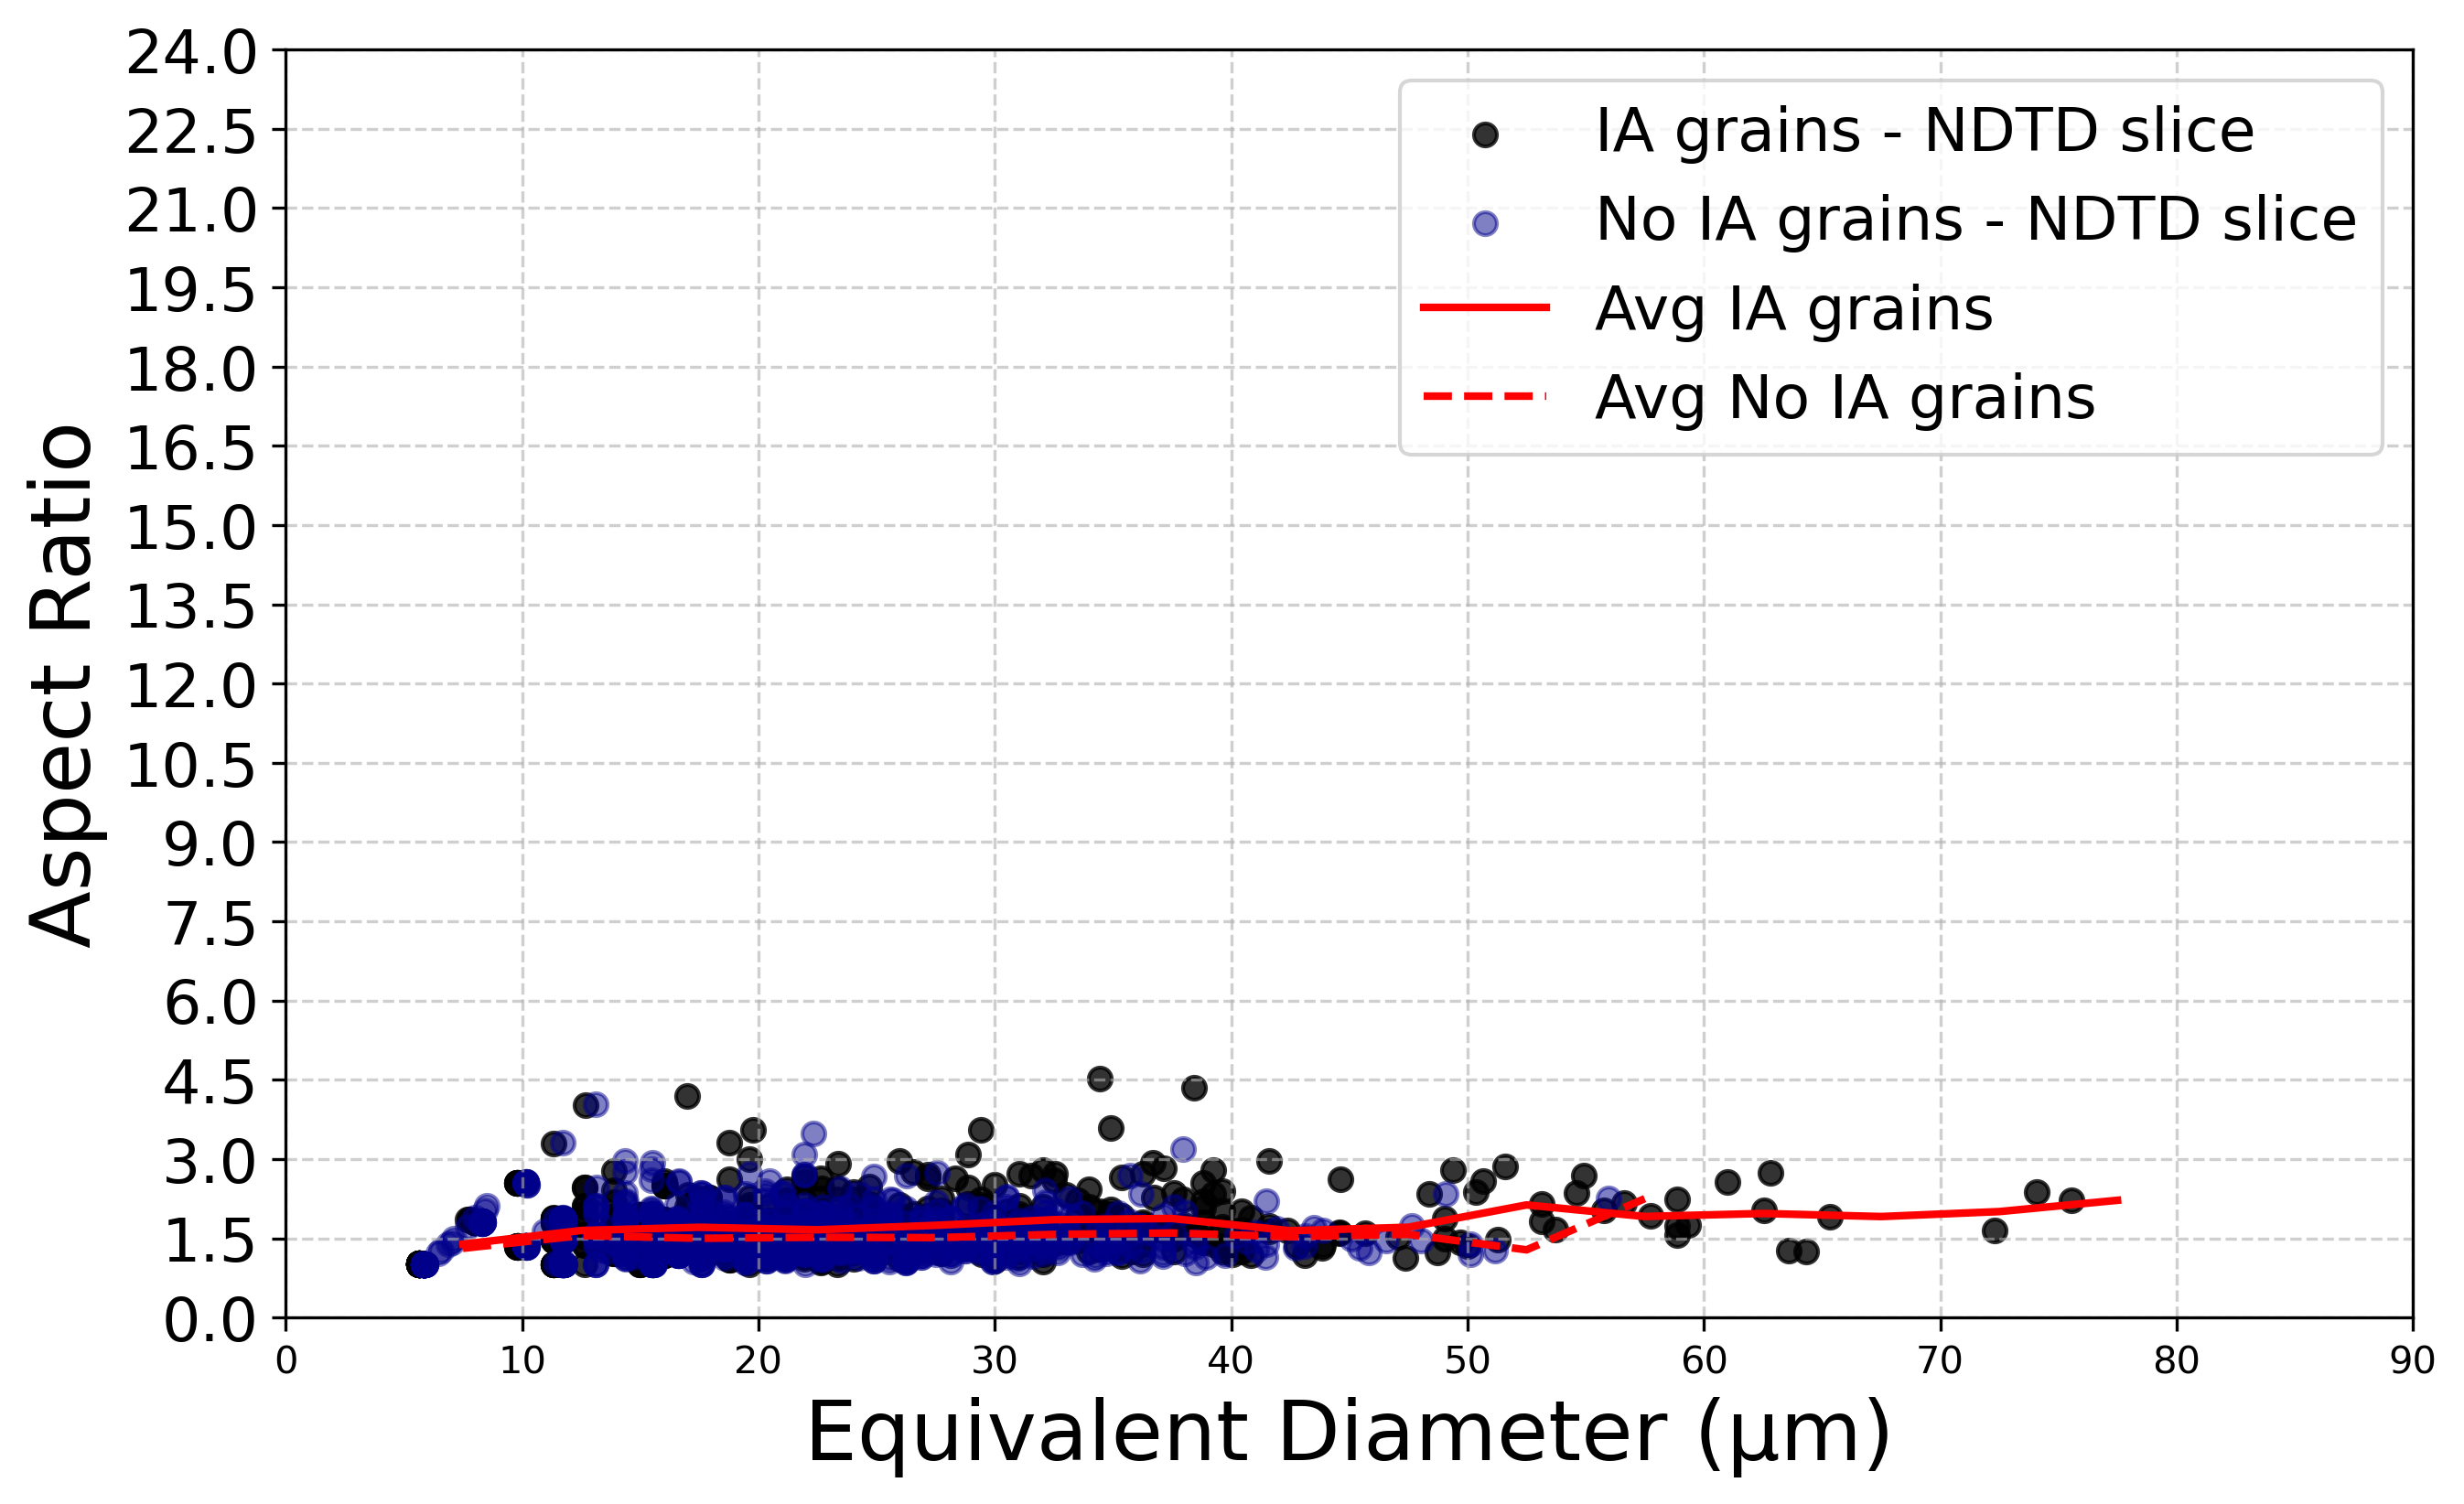 24.0
22.5
21.0
19.5
18.0
16.5
15.0
13.5
12.0
10.5
9.0
7.5
6.0
4.5
3.0
1.5
0.0
Aspect Ratio
IA grains - NDTD slice
No IA grains - NDTD slice
Avg IA grains
Avg No IA grains
0 10 20 30 40 50 60 70 80 90
Equivalent Diameter (µm)